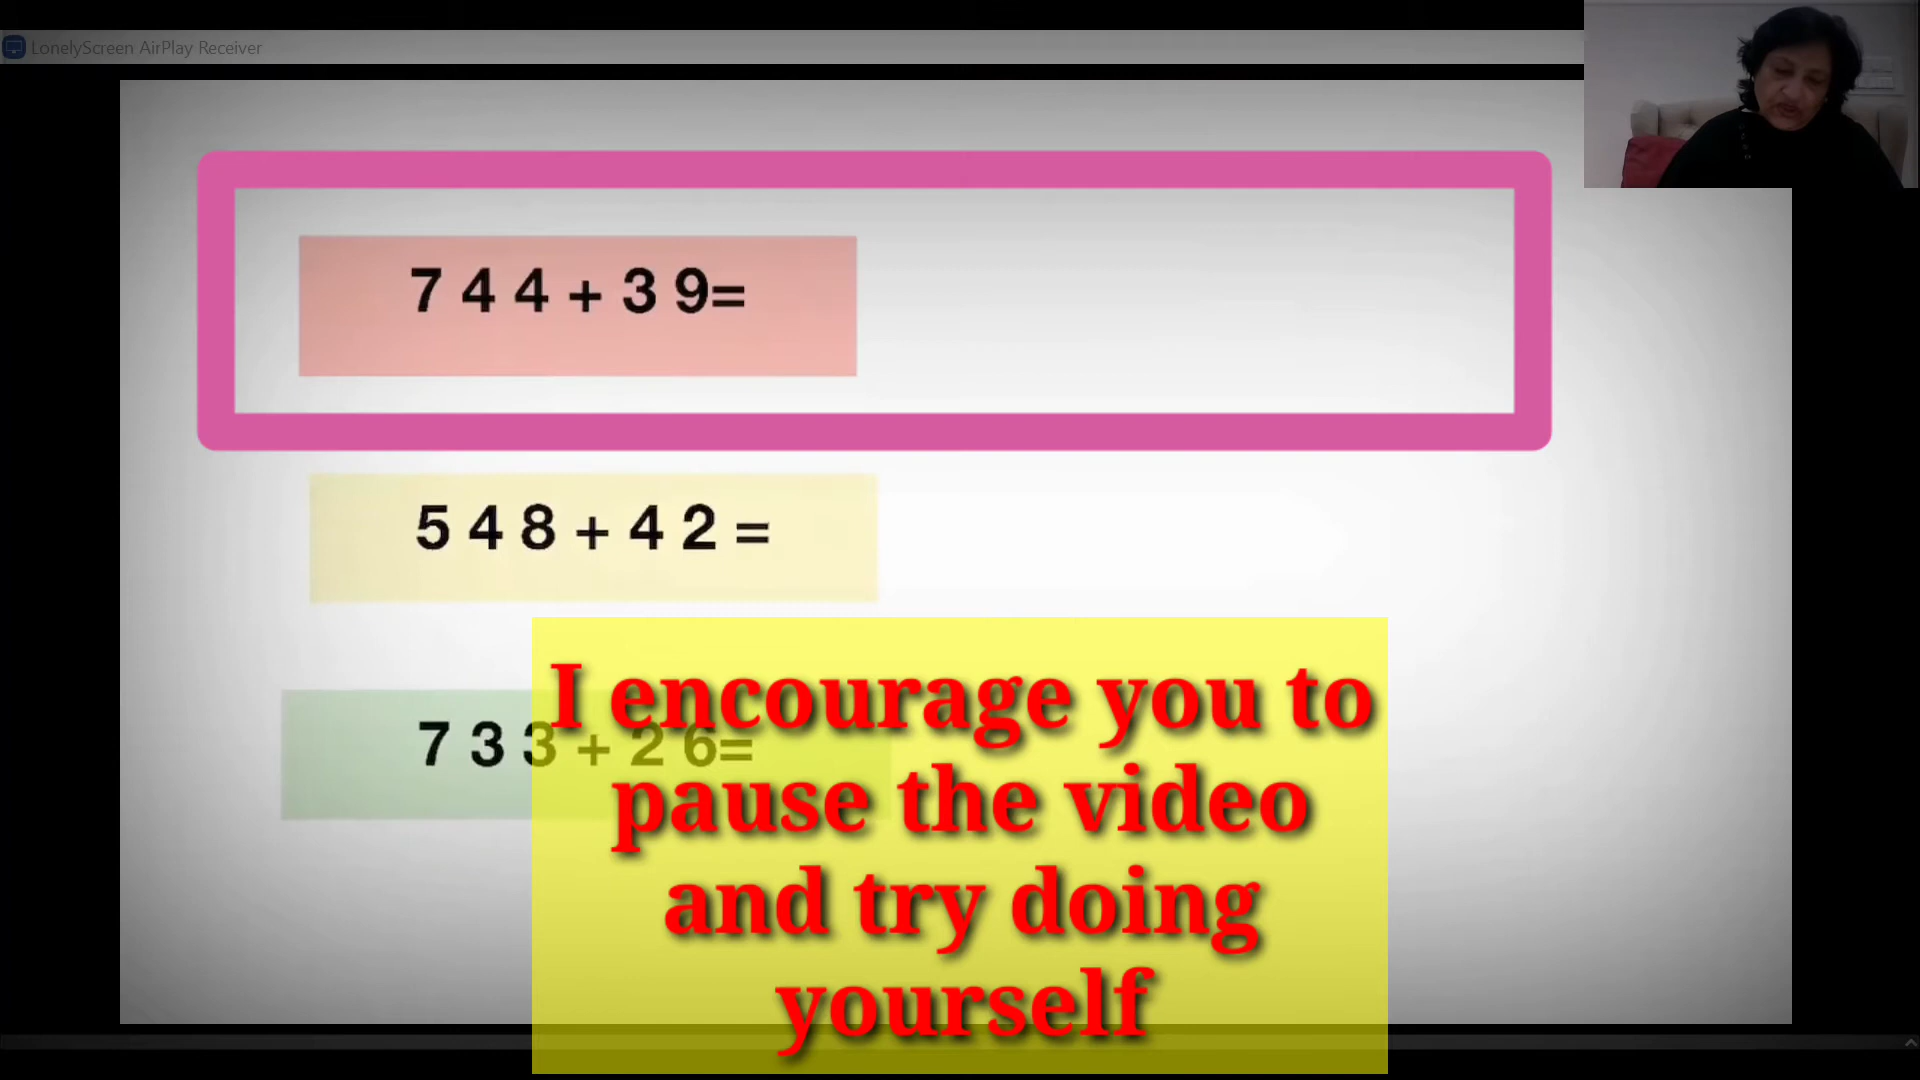 LonelyScreen AirPlay Receiver
7 4 4 + 3 9=
5 4 8 + 4 2 =
7 3 3 + 2 6=
I encourage you to
pause the video
and try doing
yourself